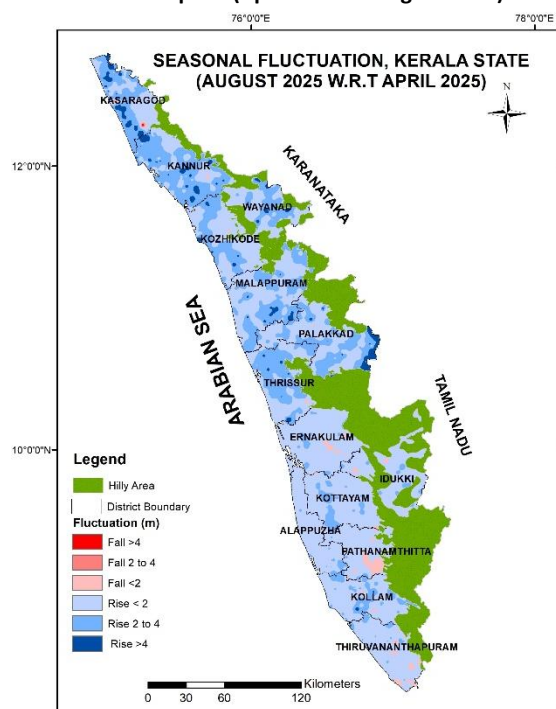 76°0'0"E
78°0'0"E
SEASONAL FLUCTUATION, KERALA STATE
(AUGUST 2025 W.R.T APRIL 2025)
N
KASARAGOD
12°0'0"N
KANNUR
KARANATAKA
WAYANAD
KOZHIKODE
MALAPPURAM
ARABIAN SEA
PALAKKAD
THRISSUR
TAMIL NADU
10°0'0"N
ERNAKULAM
IDUKKI
KOTTAYAM
ALAPPUZHA
PATHANAMTHITTA
KOLLAM
THIRUVANANTHAPURAM
Legend
Hilly Area
District Boundary
Fluctuation (m)
Fall >4
Fall 2 to 4
Fall <2
Rise < 2
Rise 2 to 4
Rise >4
Kilometers
0 30 60 120